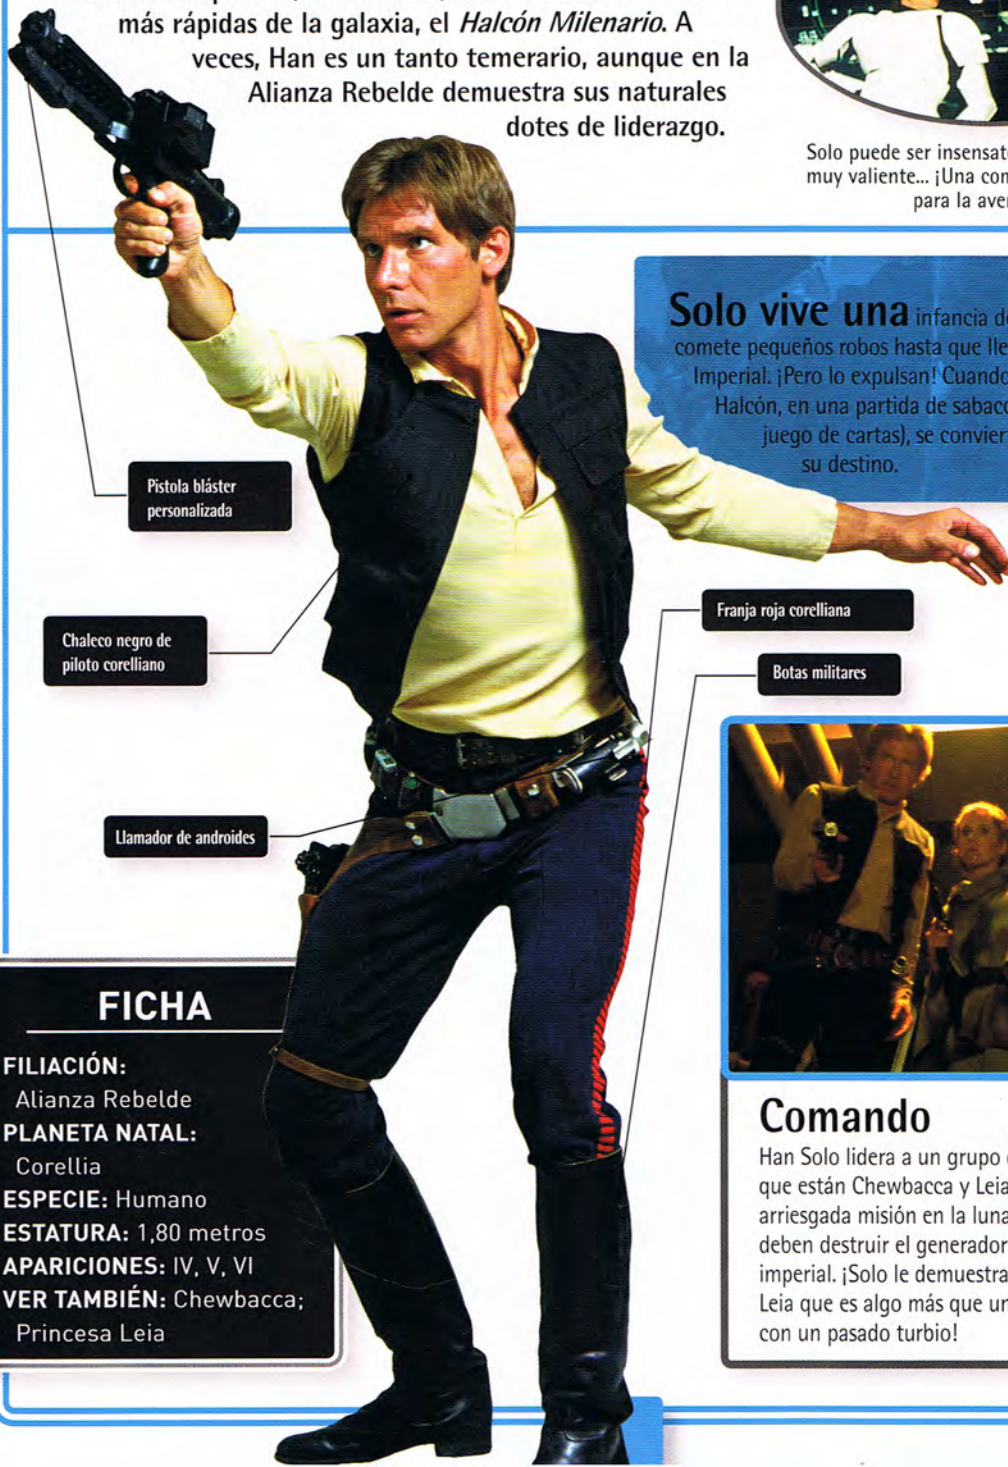 más rápidas de la galaxia, el Halcón Milenario. A
veces, Han es un tanto temerario, aunque en la
Alianza Rebelde demuestra sus naturales
dotes de liderazgo.
Solo puede ser insensat
muy valiente... ¡Una con
para la
Solo vive una infancia
comete pequeños robos hasta que
Imperial. ¡Pero lo expulsan! Cuando
Halcón, en una partida de sabacc
juego de cartas), se convier
su destino.
Pistola bláster
personalizada
Chaleco negro de
piloto corelliano
Franja roja corelliana
Botas militares
Llamador de androides
FICHA
FILIACIÓN:
Alianza Rebelde
PLANETA NATAL:
Corellia
ESPECIE: Humano
ESTATURA: 1,80 metros
APARICIONES: IV, V, VI
VER TAMBIÉN: Chewbacca;
Princesa Leia
Comando
Han Solo lidera a un grupo
que están Chewbacca y Leia
arriesgada misión en la luna
deben destruir el generador
imperial. ¡Solo le demuestra
Leia que es algo más que un
con un pasado turbio!